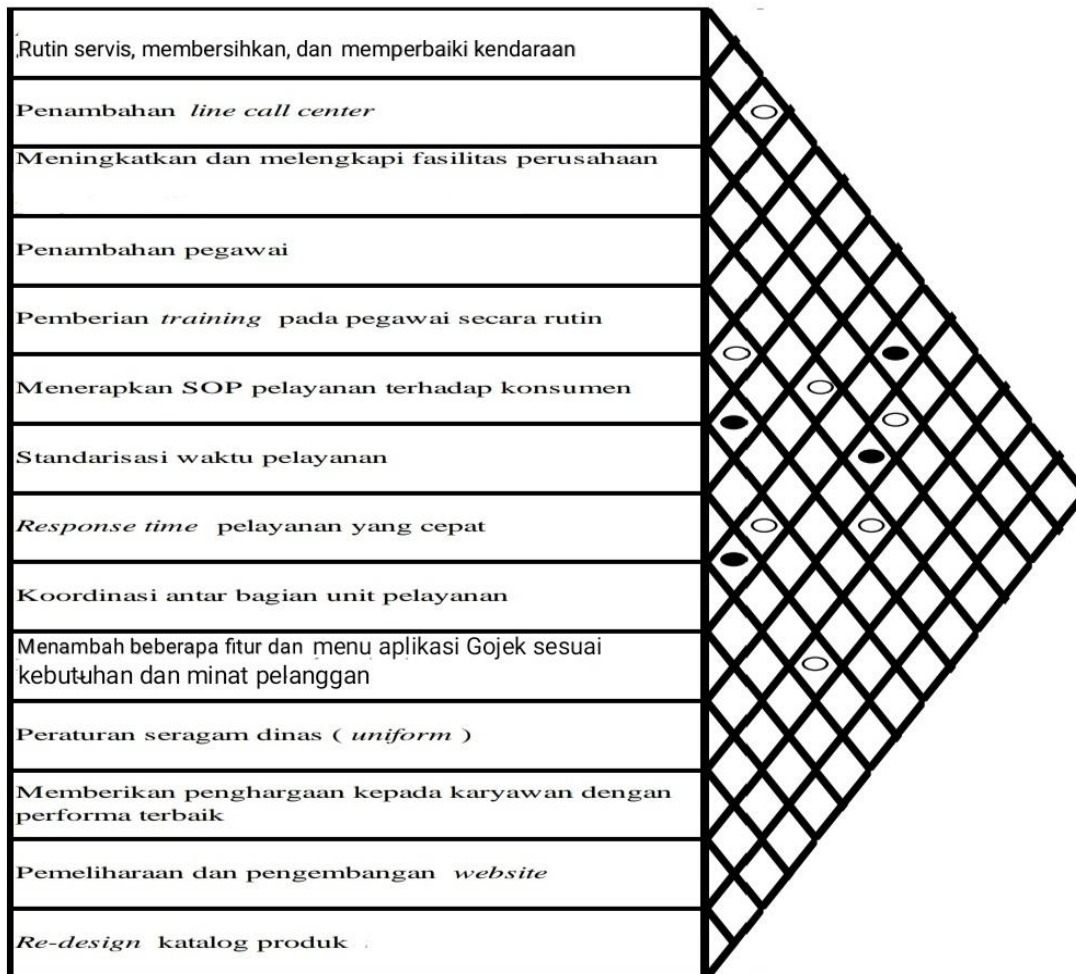 Rutin servis, membersihkan, dan memperbaiki kendaraan
Penambahan line call center
Meningkatkan dan melengkapi fasilitas perusahaan
Penambahan pegawai
Pemberian training pada pegawai secara rutin
Menerapkan SOP pelayanan terhadap konsumen
Standarisasi waktu pelayanan
Response time pelayanan yang cepat
Koordinasi antar bagian unit pelayanan
Menambah beberapa fitur dan menu aplikasi Gojek sesuai
kebutuhan dan minat pelanggan
Peraturan seragam dinas ( uniform )
Memberikan penghargaan kepada karyawan dengan
performa terbaik
Pemeliharaan dan pengembangan website
Re-design katalog produk